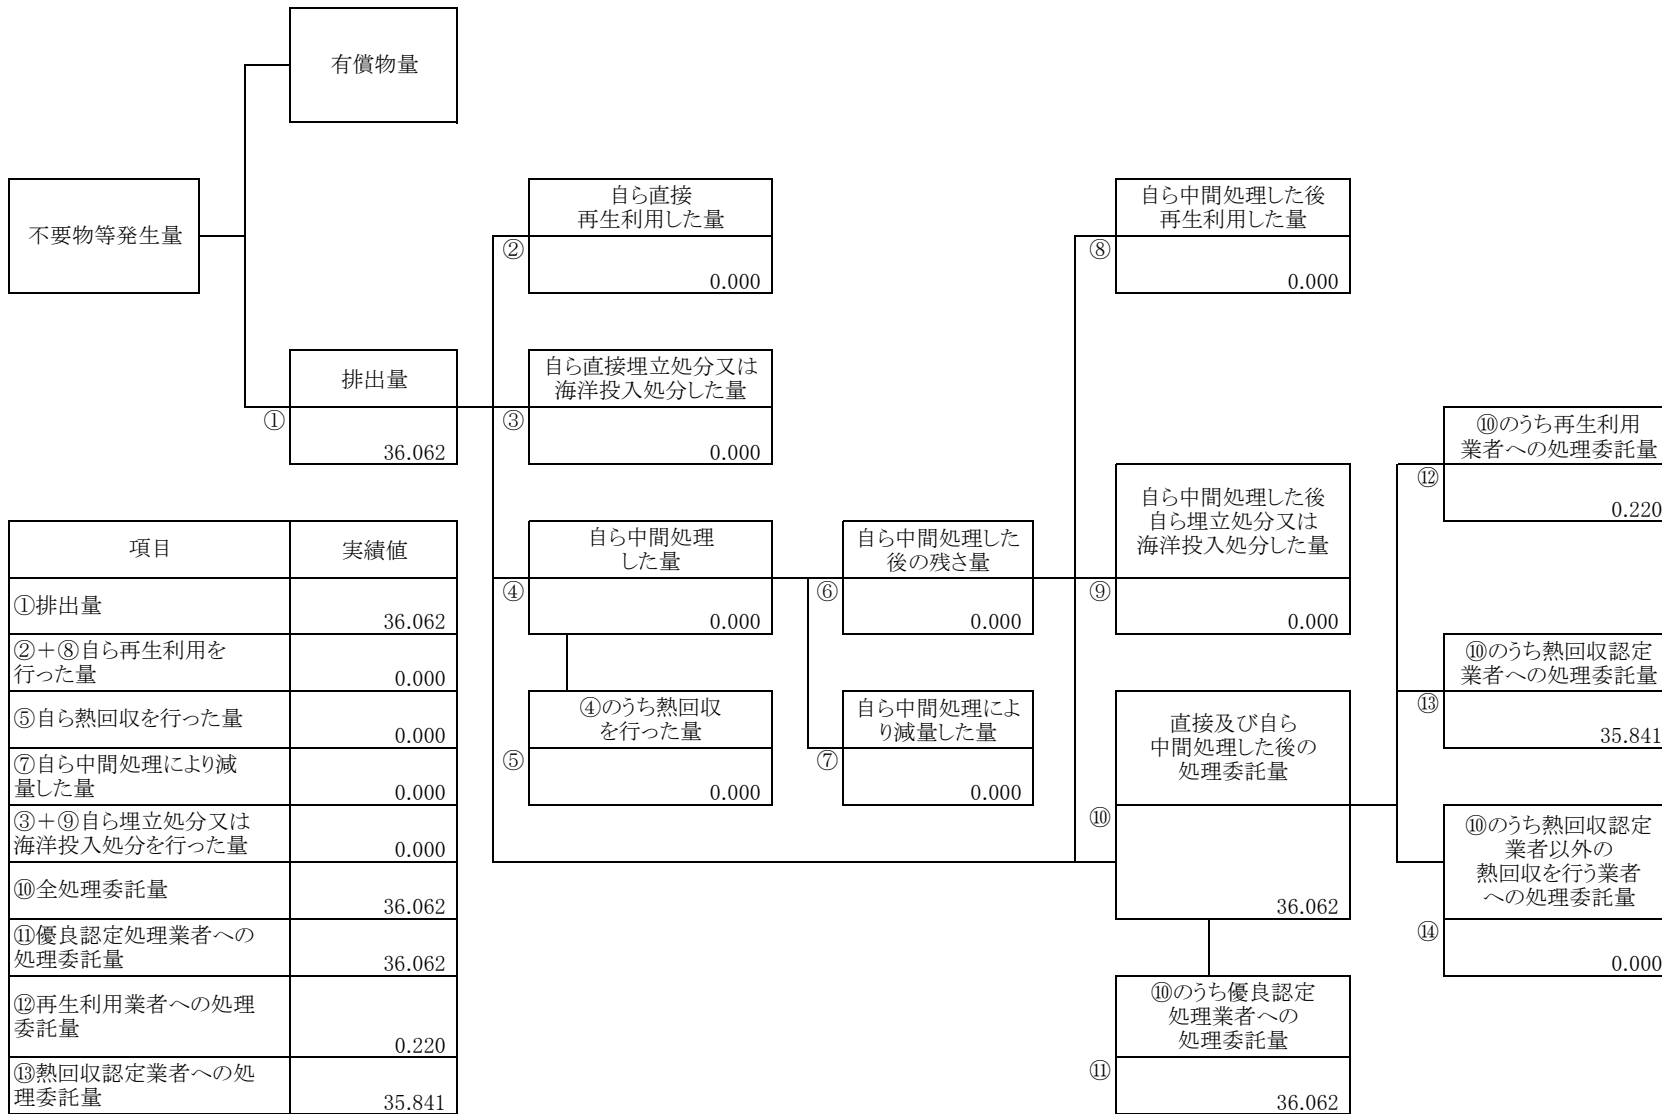 有償物量
不要物等発生量
排出量
①
36.062
自ら直接
再生利用した量
②
0.000
自ら直接埋立処分又は
海洋投入処分した量
③
0.000
自ら中間処理
した量
④
0.000
④のうち熱回収
を行った量
⑤
0.000
自ら中間処理した
後の残さ量
⑥
0.000
自ら中間処理によ
り減量した量
⑦
0.000
自ら中間処理した後
再生利用した量
⑧
0.000
自ら中間処理した後
自ら埋立処分又は
海洋投入処分した量
⑨
0.000
直接及び自ら
中間処理した後の
処理委託量
⑩
36.062
⑩のうち優良認定
処理業者への
処理委託量
⑪
36.062
⑩のうち再生利用
業者への処理委託量
⑫
0.220
⑩のうち熱回収認定
業者への処理委託量
⑬
35.841
⑩のうち熱回収認定
業者以外の
熱回収を行う業者
への処理委託量
⑭
0.000
項目 実績値
①排出量 36.062
②+⑧自ら再生利用を
行った量 0.000
⑤自ら熱回収を行った量 0.000
⑦自ら中間処理により減
量した量 0.000
③+⑨自ら埋立処分又は
海洋投入処分を行った量 0.000
⑩全処理委託量 36.062
⑪優良認定処理業者への
処理委託量 36.062
⑫再生利用業者への処理
委託量 0.220
⑬熱回収認定業者への処
理委託量 35.841